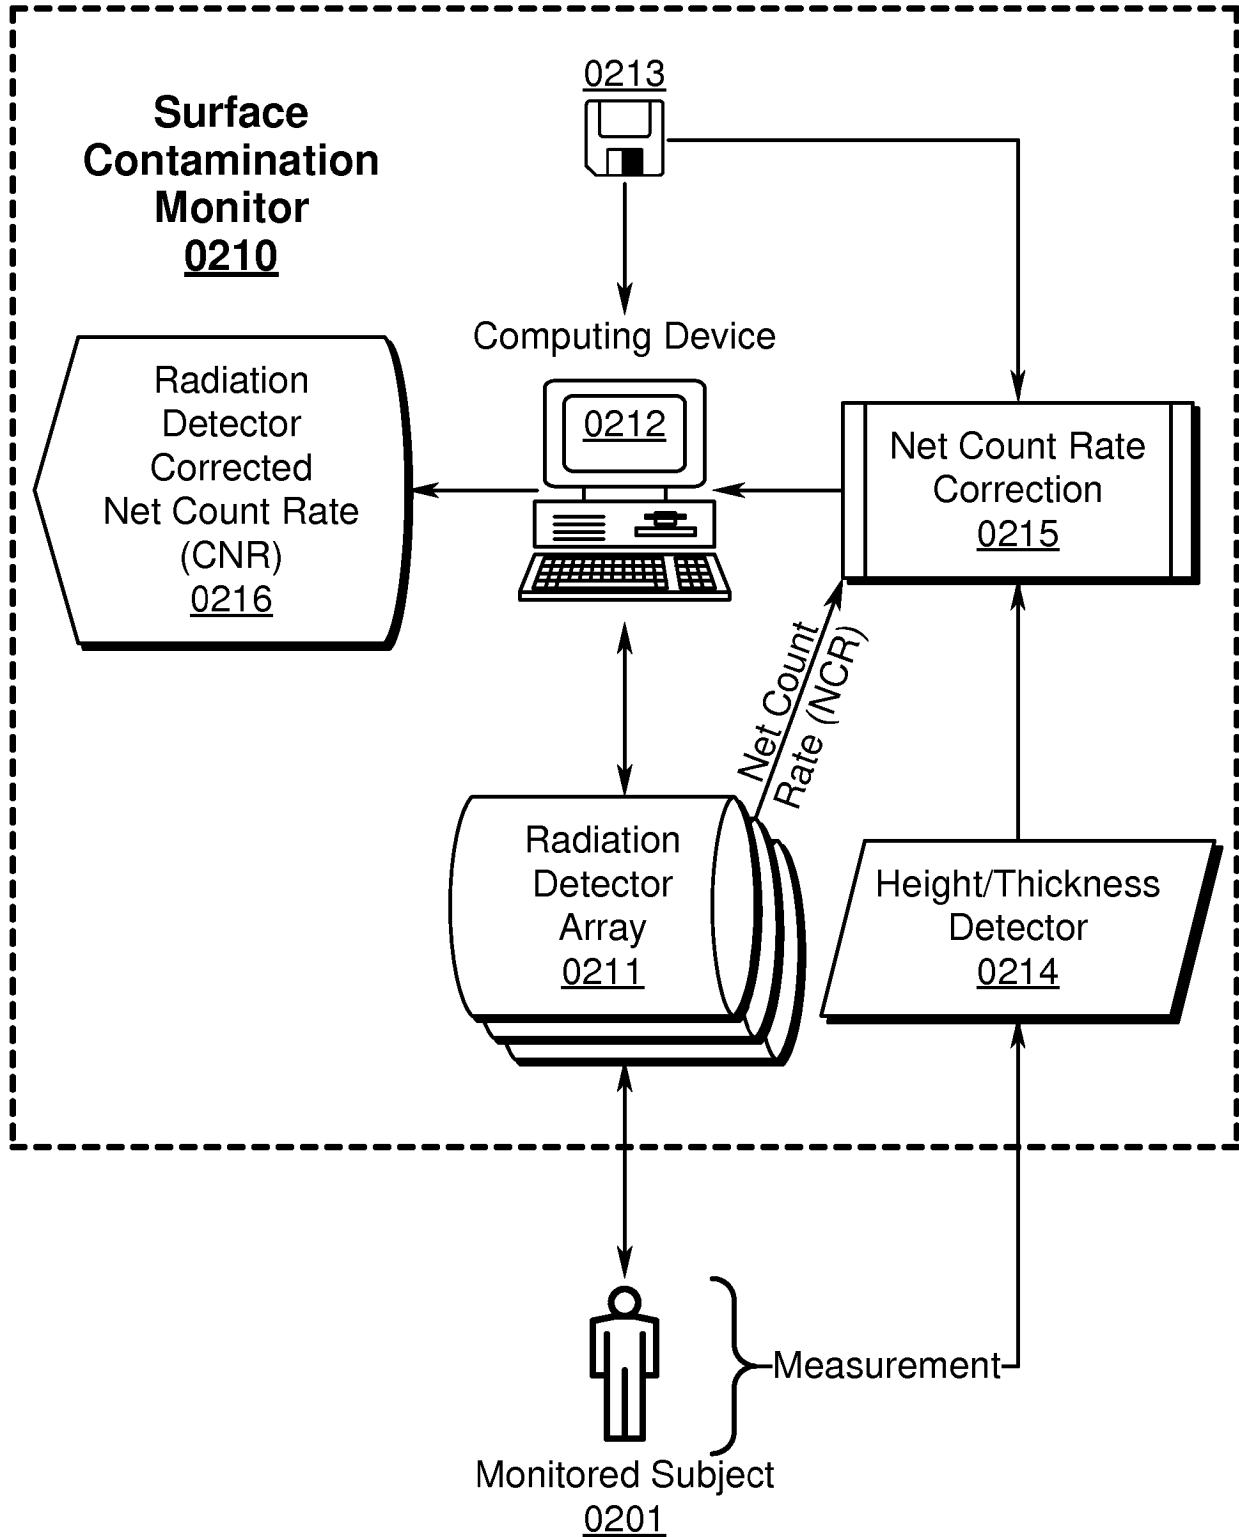 0213
Surface
Contamination
Monitor
0210
Computing Device
0212
Radiation
Detector
Corrected
Net Count Rate
(CNR)
0216
Net Count Rate
Correction
0215
Net Count
Rate (NCR)
Radiation
Detector
Array
0211
Height/Thickness
Detector
0214
Measurement
Monitored Subject
0201